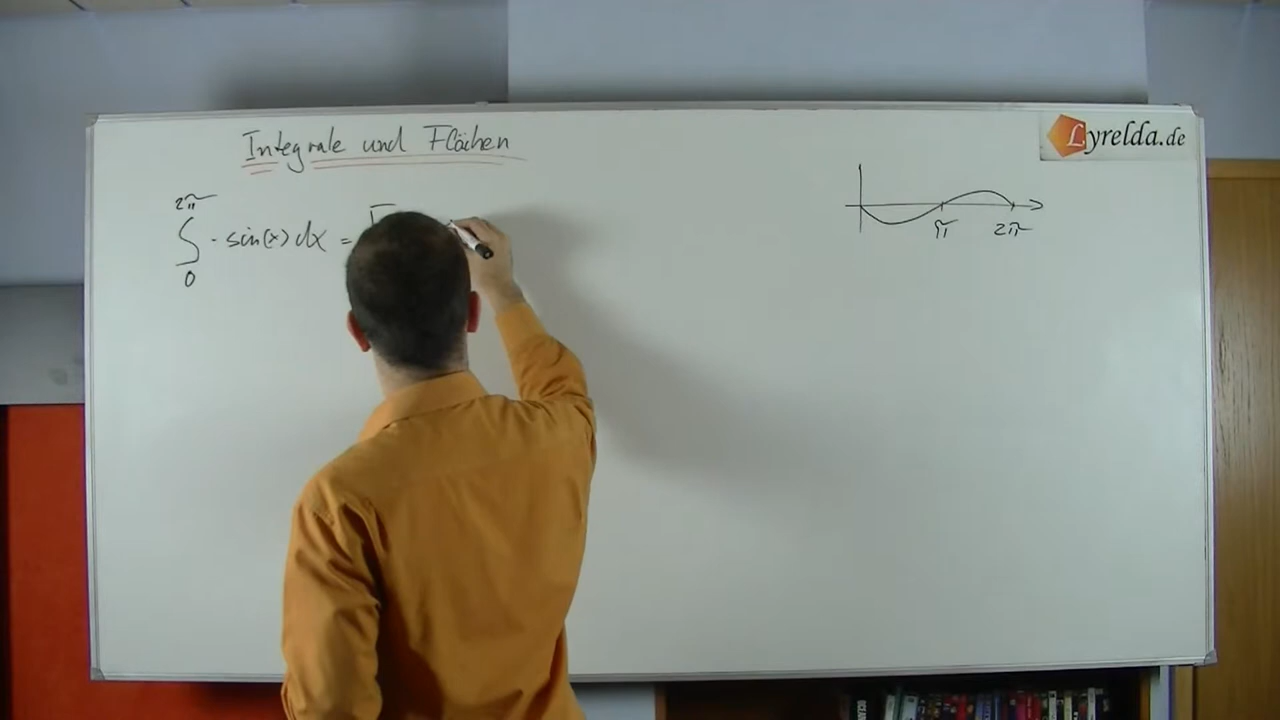 Integrale und Flächen
Lyrelda.de
2π
∫ - sin(x) dx = [
0
π 2π